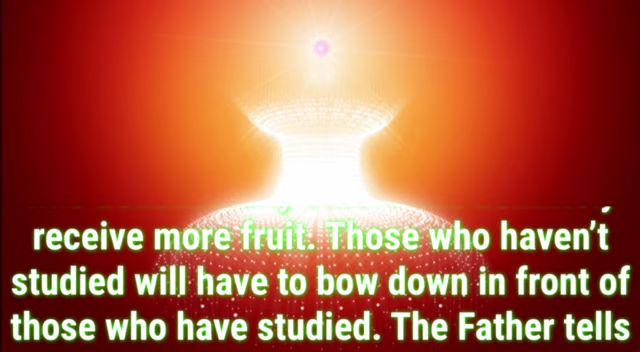 receive more fruit. Those who haven't
studied will have to bow down in front of
those who have studied. The Father tells